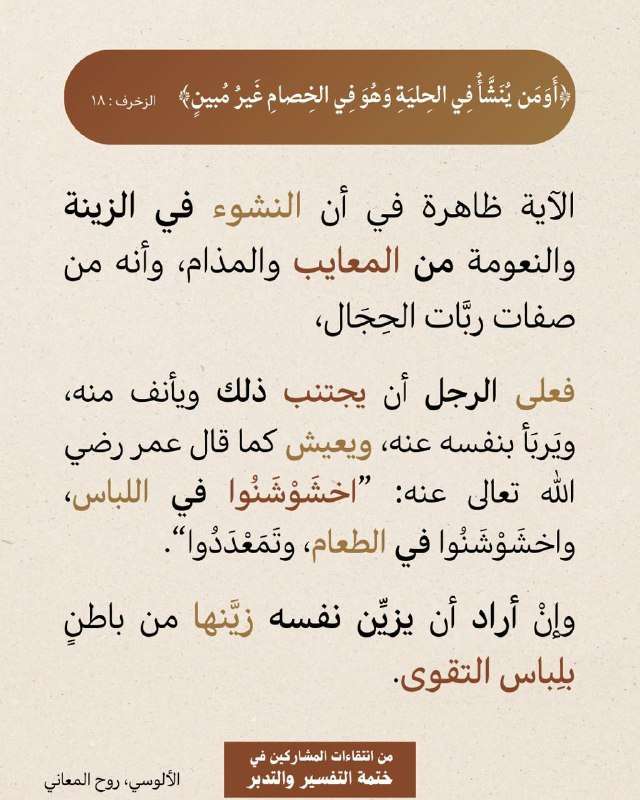 ﴿أَوَمَن يُنَشَّأُ فِي الحِليَةِ وَهُوَ فِي الخِصامِ غَيرُ مُبينٍ﴾ الزخرف : ١٨
الآية ظاهرة في أن النشوء في الزينة
والنعومة من المعايب والمذام، وأنه من
صفات ربَّات الحِجَال،
فعلى الرجل أن يجتنب ذلك ويأنف منه،
ويَربَأ بنفسه عنه، ويعيش كما قال عمر رضي
الله تعالى عنه: ”اخشَوْشَنُوا في اللباس،
واخشَوْشَنُوا في الطعام، وتَمَعْدَدُوا“.
وإنْ أراد أن يزيِّن نفسه زيَّنها من باطنٍ
بلِباس التقوى.
من انتقاءات المشاركين في
ختمة التفسير والتدبر
الألوسي، روح المعاني